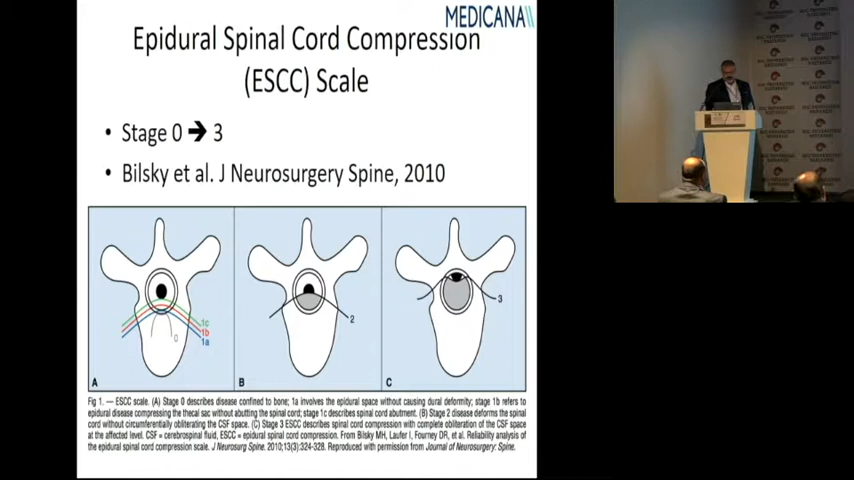 MEDICANA
Epidural Spinal Cord Compression
(ESCC) Scale
• Stage 0 ➔ 3
• Bilsky et al. J Neurosurgery Spine, 2010
1c
1b
0
1a
A
2
B
3
C
Fig 1. — ESCC scale. (A) Stage 0 describes disease confined to bone; 1a involves the epidural space without causing dural deformity; stage 1b refers to
epidural disease compressing the thecal sac without abutting the spinal cord; stage 1c describes spinal cord abutment. (B) Stage 2 disease deforms the spinal
cord without circumferentially obliterating the CSF space. (C) Stage 3 ESCC describes spinal cord compression with complete obliteration of the CSF space
at the affected level. CSF = cerebrospinal fluid, ESCC = epidural spinal cord compression. From Bilsky MH, Laufer I, Fourney DR, et al. Reliability analysis of
the epidural spinal cord compression scale. J Neurosurg Spine. 2010;13(3):324-328. Reproduced with permission from Journal of Neurosurgery: Spine.